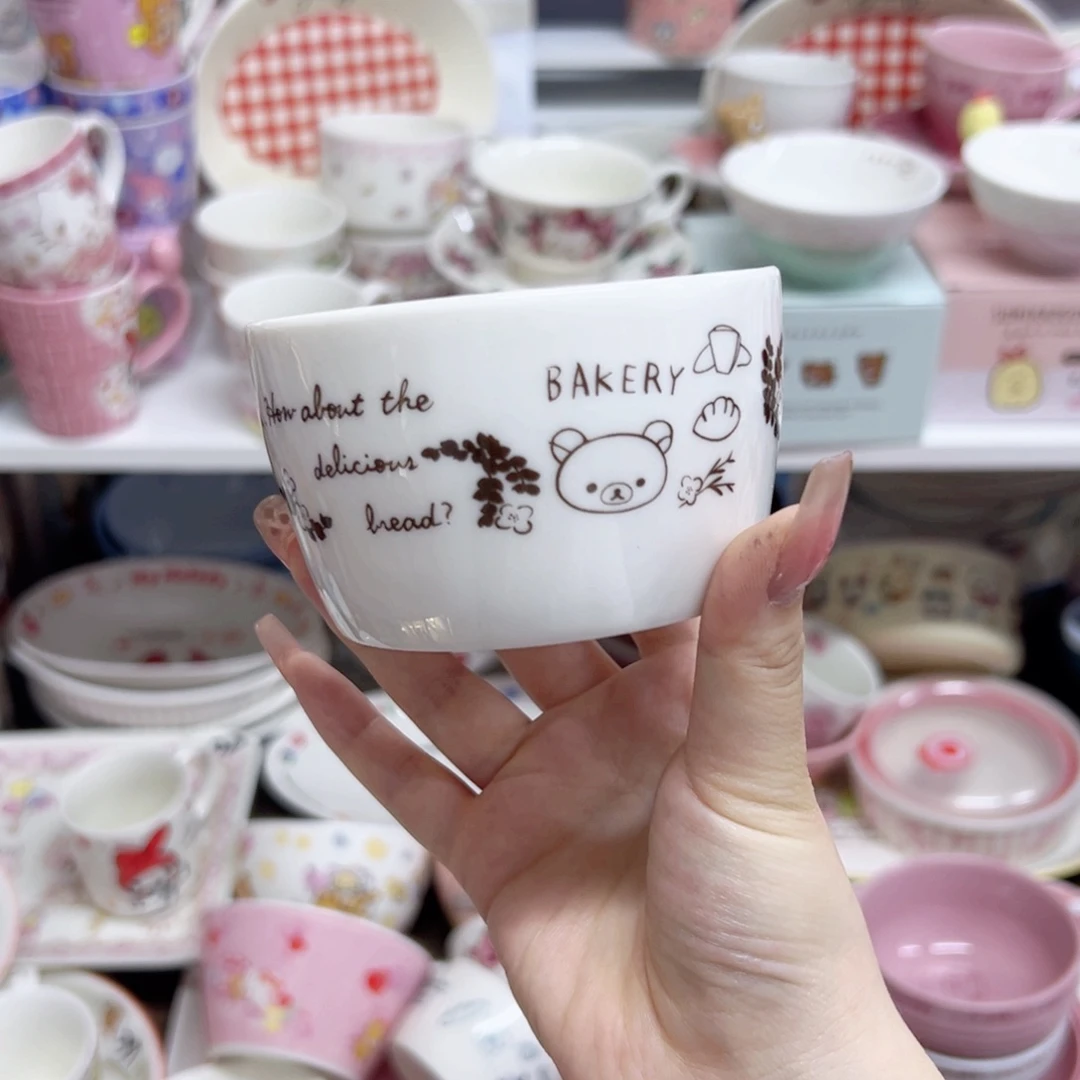 How about the
delicious
bread?
BAKERY